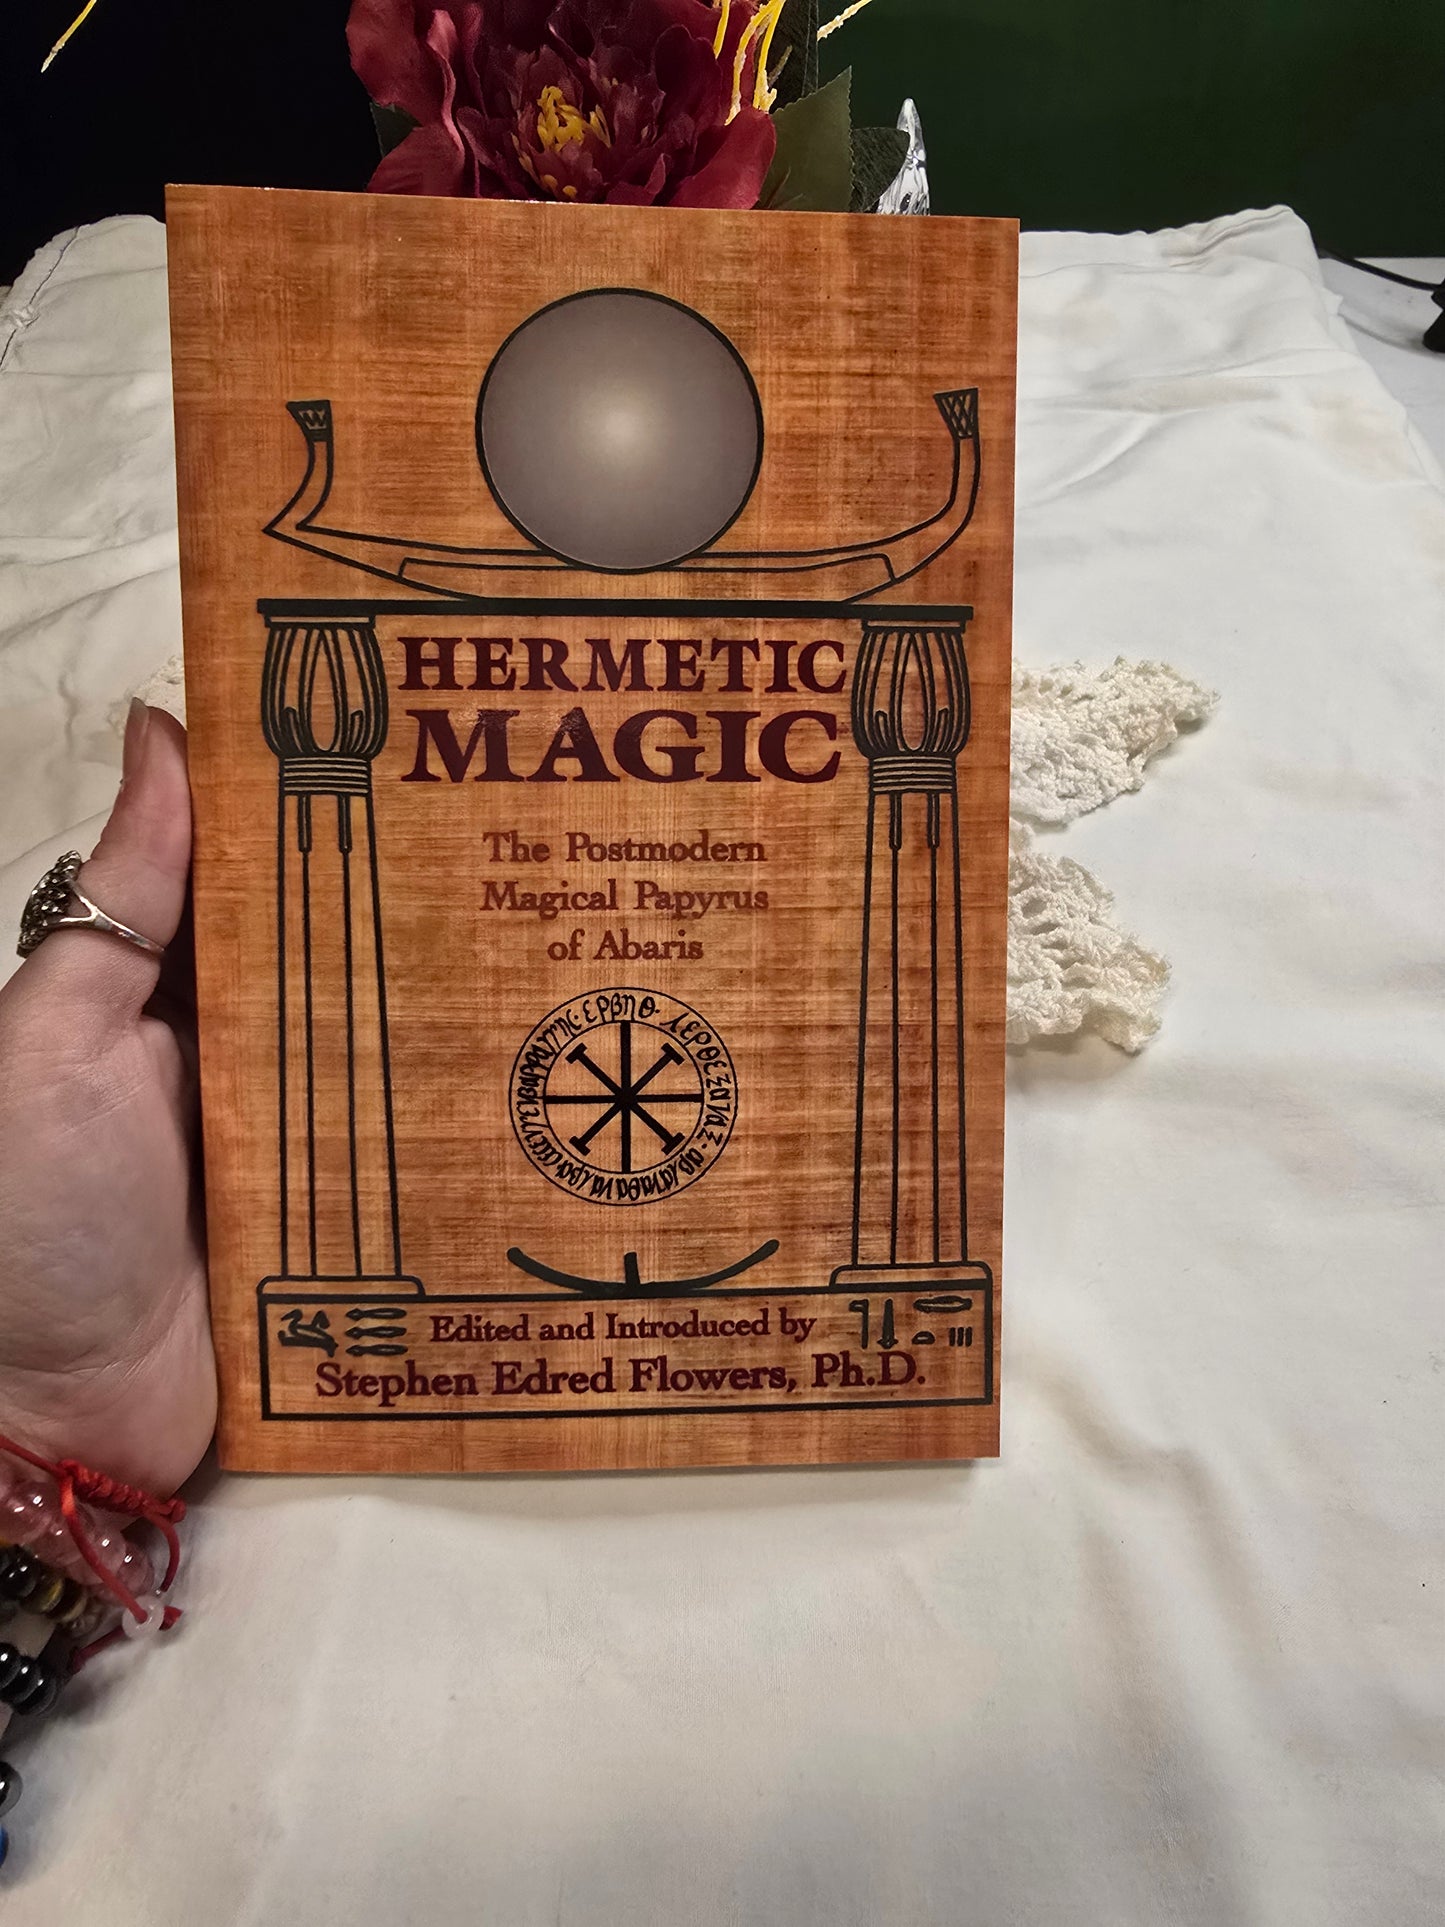 HERMETIC
MAGIC
The Postmodern
Magical Papyrus
of Abaris
Edited and Introduced by
Stephen Edred Flowers, Ph.D.